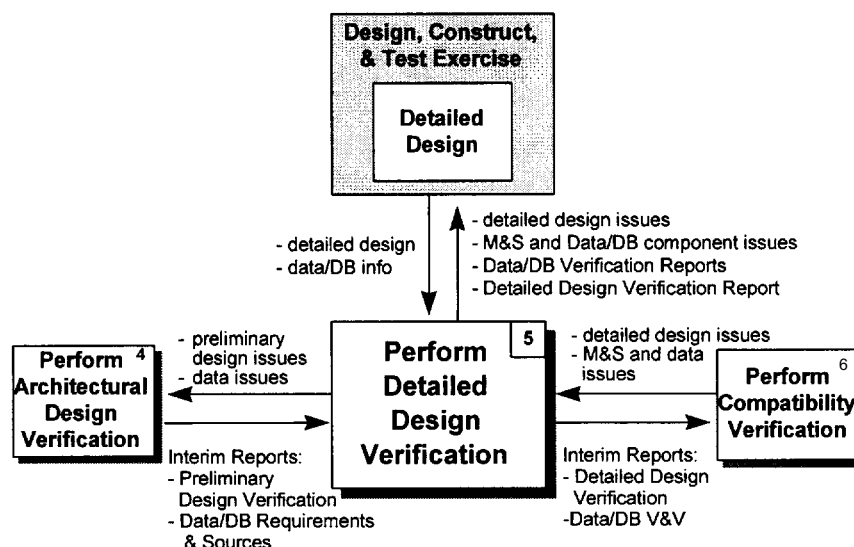 Design, Construct,
& Test Exercise
Detailed
Design
- detailed design
- data/DB info
- detailed design issues
- M&S and Data/DB component issues
- Data/DB Verification Reports
- Detailed Design Verification Report
Perform 4
Architectural
Design
Verification
- preliminary
design issues
- data issues
Interim Reports:
- Preliminary
Design Verification
- Data/DB Requirements
& Sources
5
Perform
Detailed
Design
Verification
- detailed design issues
- M&S and data
issues
Interim Reports:
- Detailed Design
Verification
-Data/DB V&V
Perform 6
Compatibility
Verification